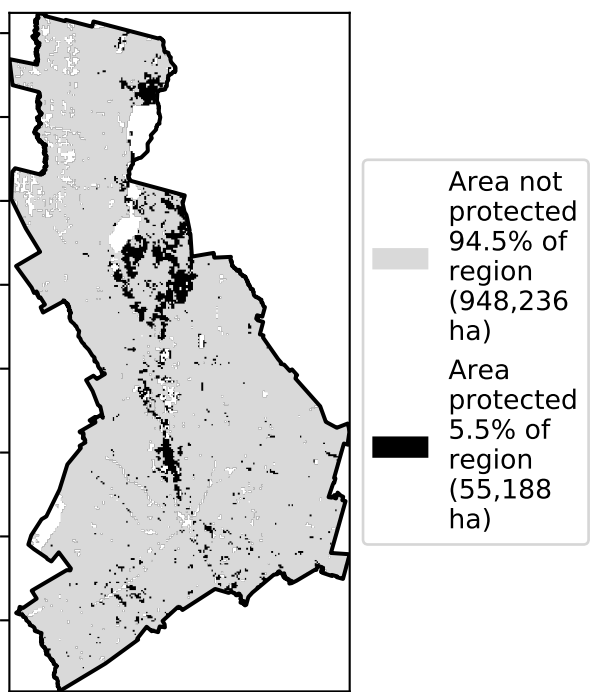 Area not
protected
94.5% of
region
(948,236
ha)
Area
protected
5.5% of
region
(55,188
ha)